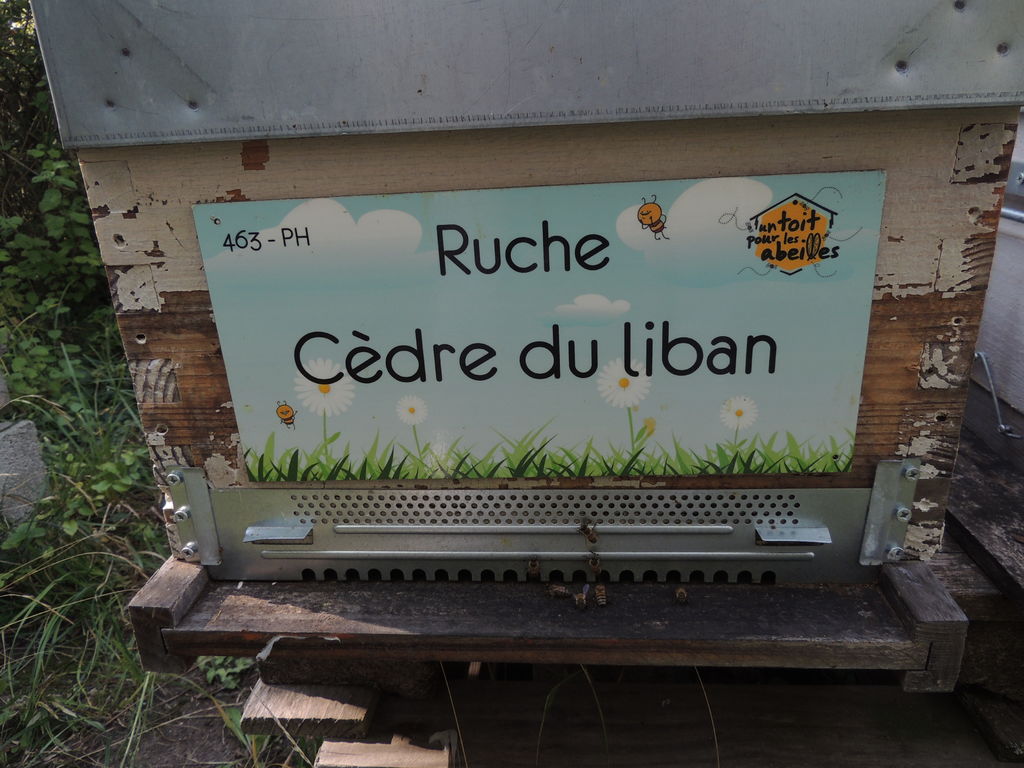 463 - PH
Ruche
un toit
pour les
abeilles
Cèdre du liban